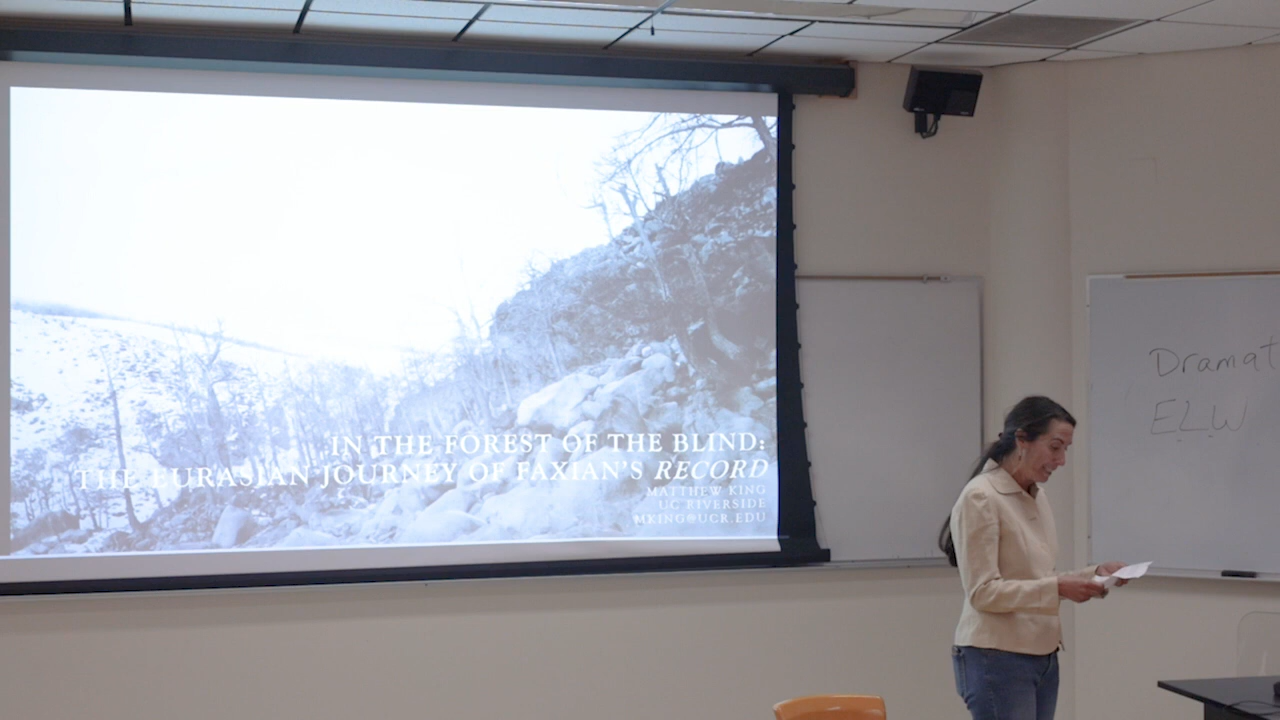 IN THE FOREST OF THE BLIND:
THE EURASIAN JOURNEY OF FAXIAN'S RECORD
MATTHEW KING
UC RIVERSIDE
MKING@UCR.EDU
Dramat
ELW